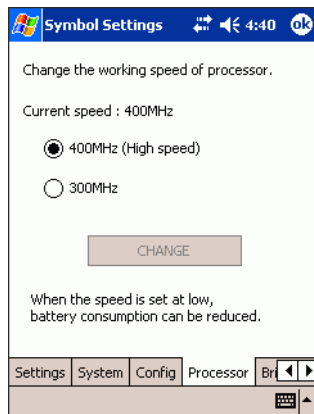 Symbol Settings 4:40 ok
Change the working speed of processor.
Current speed : 400MHz
400MHz (High speed)
300MHz
CHANGE
When the speed is set at low,
battery consumption can be reduced.
Settings System Config Processor Bri